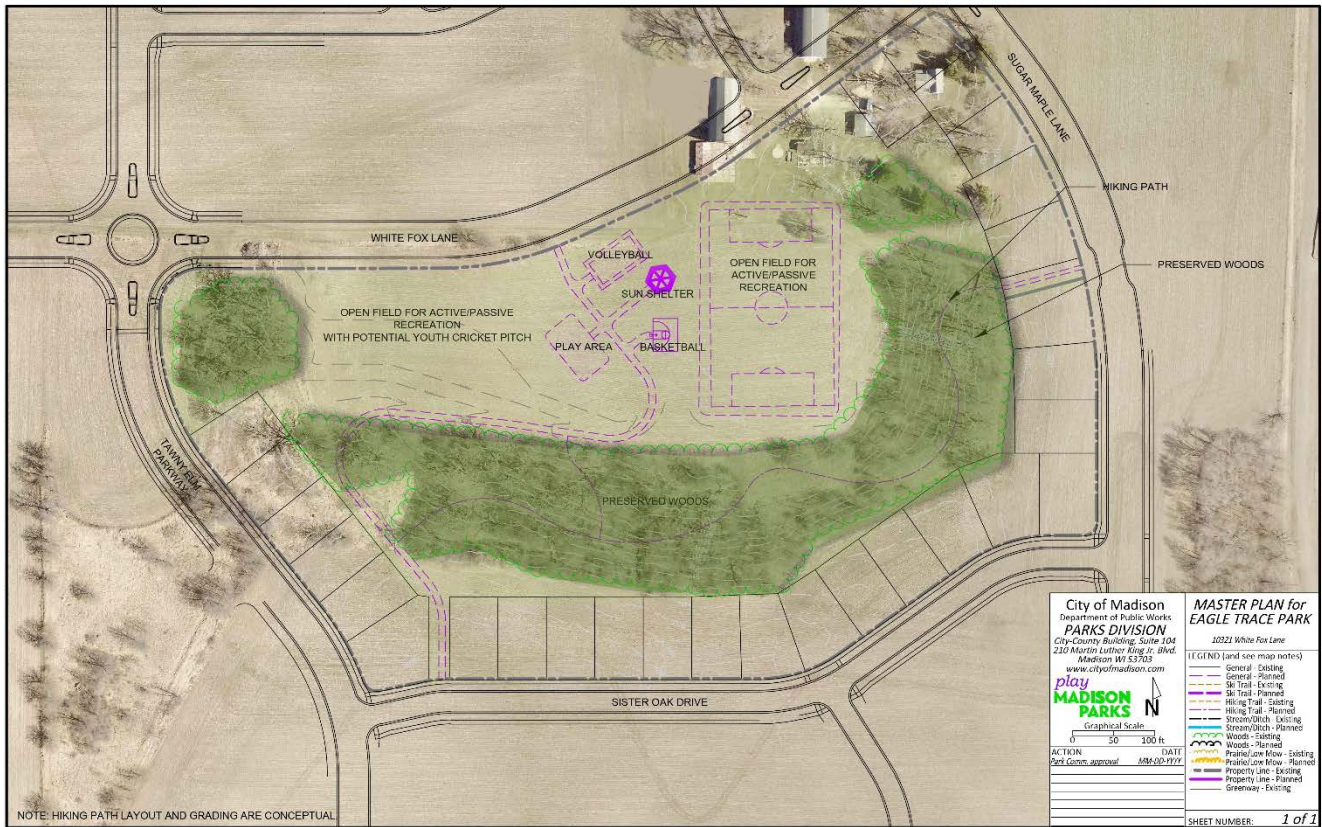 SUGAR MAPLE LANE
HIKING PATH
WHITE FOX LANE
VOLLEYBALL
PRESERVED WOODS
OPEN FIELD FOR
ACTIVE/PASSIVE
RECREATION
SUN SHELTER
OPEN FIELD FOR ACTIVE/PASSIVE
RECREATION
WITH POTENTIAL YOUTH CRICKET PITCH
PLAY AREA
BASKETBALL
TAWNY ELM
PARKWAY
PRESERVED WOODS
SISTER OAK DRIVE
NOTE: HIKING PATH LAYOUT AND GRADING ARE CONCEPTUAL
City of Madison
Department of Public Works
PARKS DIVISION
City-County Building, Suite 104
210 Martin Luther King Jr. Blvd.
Madison WI 53703
www.cityofmadison.com
play
MADISON
PARKS
N
Graphical Scale
0 50 100 ft
ACTION DATE
Park Comm. approval MM-DD-YYYY
MASTER PLAN for
EAGLE TRACE PARK
10321 White Fox Lane
LEGEND (and see map notes)
General - Existing
General - Planned
Ski Trail - Existing
Ski Trail - Planned
Hiking Trail - Existing
Hiking Trail - Planned
Stream/Ditch - Existing
Stream/Ditch - Planned
Woods - Existing
Woods - Planned
Prairie/Low Mow - Existing
Prairie/Low Mow - Planned
Property Line - Existing
Property Line - Planned
Greenway - Existing
SHEET NUMBER: 1 of 1